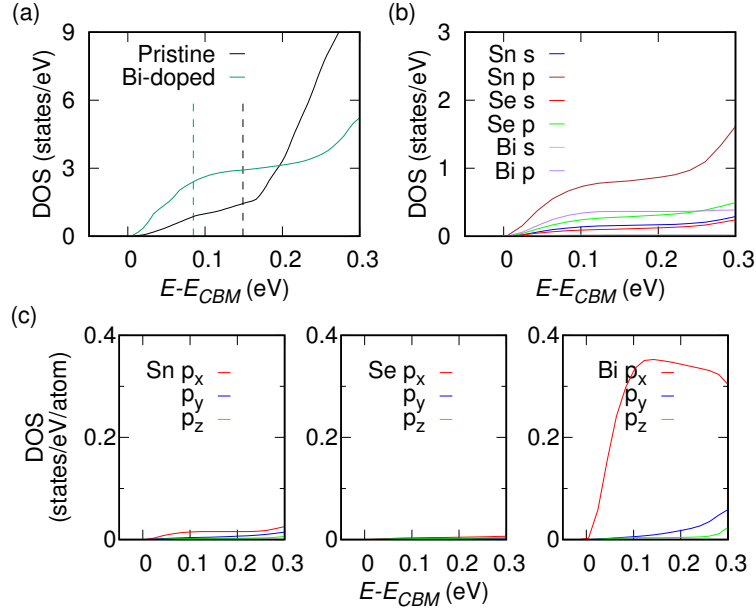 (a)
9
6
3
0
DOS (states/eV)
Pristine
Bi-doped
0 0.1 0.2 0.3
E-E_CBM (eV)
(b)
3
2
1
0
DOS (states/eV)
Sn s
Sn p
Se s
Se p
Bi s
Bi p
0 0.1 0.2 0.3
E-E_CBM (eV)
(c)
0.4
0.2
0
DOS
(states/eV/atom)
Sn p_x
p_y
p_z
0 0.1 0.2 0.3
0.4
0.2
0
Se p_x
p_y
p_z
0 0.1 0.2 0.3
0.4
0.2
0
Bi p_x
p_y
p_z
0 0.1 0.2 0.3
E-E_CBM (eV)